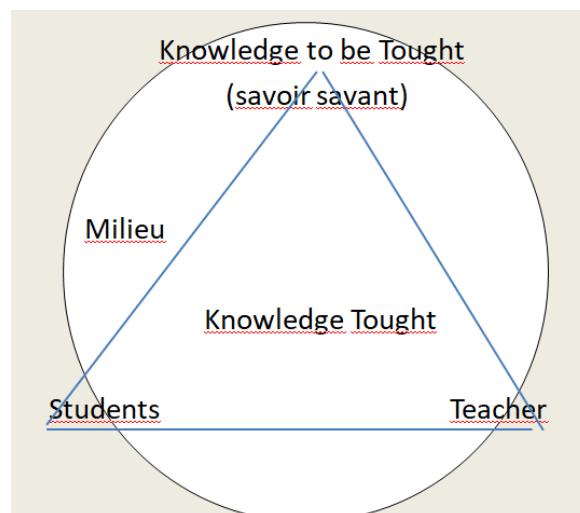 Knowledge to be Tought
(savoir savant)
Milieu
Knowledge Tought
Students
Teacher